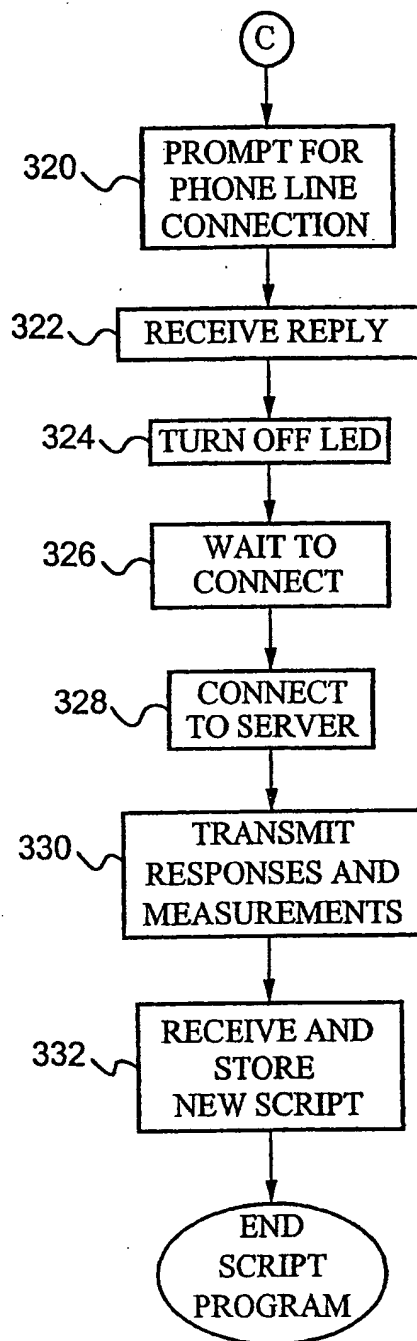 C
320
PROMPT FOR
PHONE LINE
CONNECTION
322
RECEIVE REPLY
324
TURN OFF LED
326
WAIT TO
CONNECT
328
CONNECT
TO SERVER
330
TRANSMIT
RESPONSES AND
MEASUREMENTS
332
RECEIVE AND
STORE
NEW SCRIPT
END
SCRIPT
PROGRAM